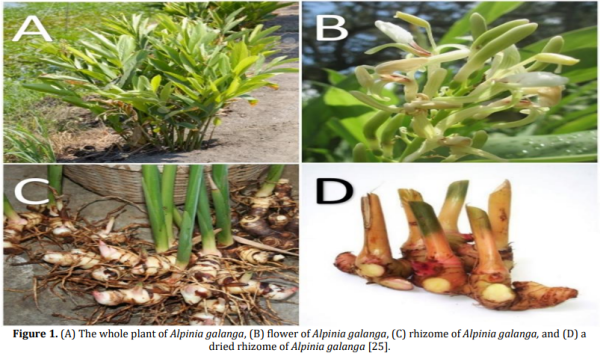 A
B
C
D
Figure 1. (A) The whole plant of Alpinia galanga, (B) flower of Alpinia galanga, (C) rhizome of Alpinia galanga, and (D) a
dried rhizome of Alpinia galanga [25].